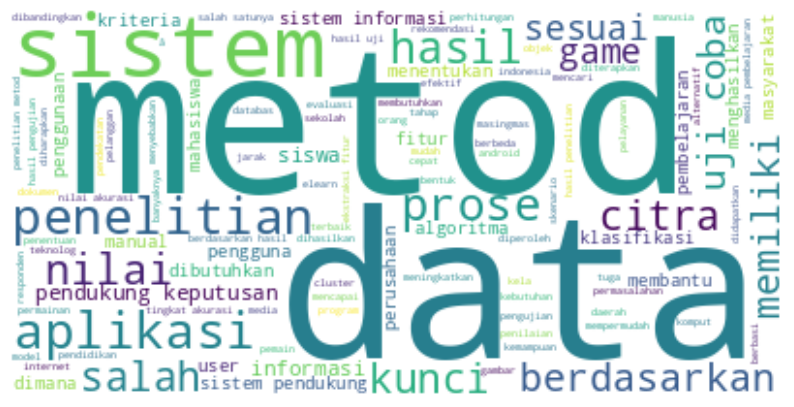 dibandingkan
kriteria
salah satunya
sistem informasi
perhitungan
rekomendasi
manusia
sesuai
sistem
hasil uji
hasil
objek
game
uji coba
menghasilkan
masyarakat
menentukan
indonesia
diterapkan
mencari
alternatif
media pembelajaran
metod
penelitian metod
hasil pengujian
diharapkan
penggunaan
pendekatan
pelanggan
menyebabkan
banyaknya
mahasiswa
databas
evaluasi
sekolah
efektif
membutuhkan
orang
tahap
masingmas
fitur
berbeda
android
mudah
cepat
pelayanan
pembelajaran
jarak
siswa
elearn
ekstraksi fitur
bentuk
skenario
hasil penelitian
didapatkan
memiliki
dokumen
nilai akurasi
terbaik
penelitian
prose
citra
algoritma
klasifikasi
diperoleh
penentuan
manual
berdasarkan hasil
dihasilkan
pengguna
teknolog
responden
nilai
dibutuhkan
data
perusahaan
meningkatkan
kela
tuga
membantu
kebutuhan
permasalahan
pendukung keputusan
cluster
mencapai
program
permainan
tingkat akurasi
media
aplikasi
pengujian
daerah
penilaian
mempermudah
komput
kemampuan
pemain
berbasi
model
pendidikan
internet
user
informasi
dimana
salah
sistem pendukung
kunci
gambar
berdasarkan